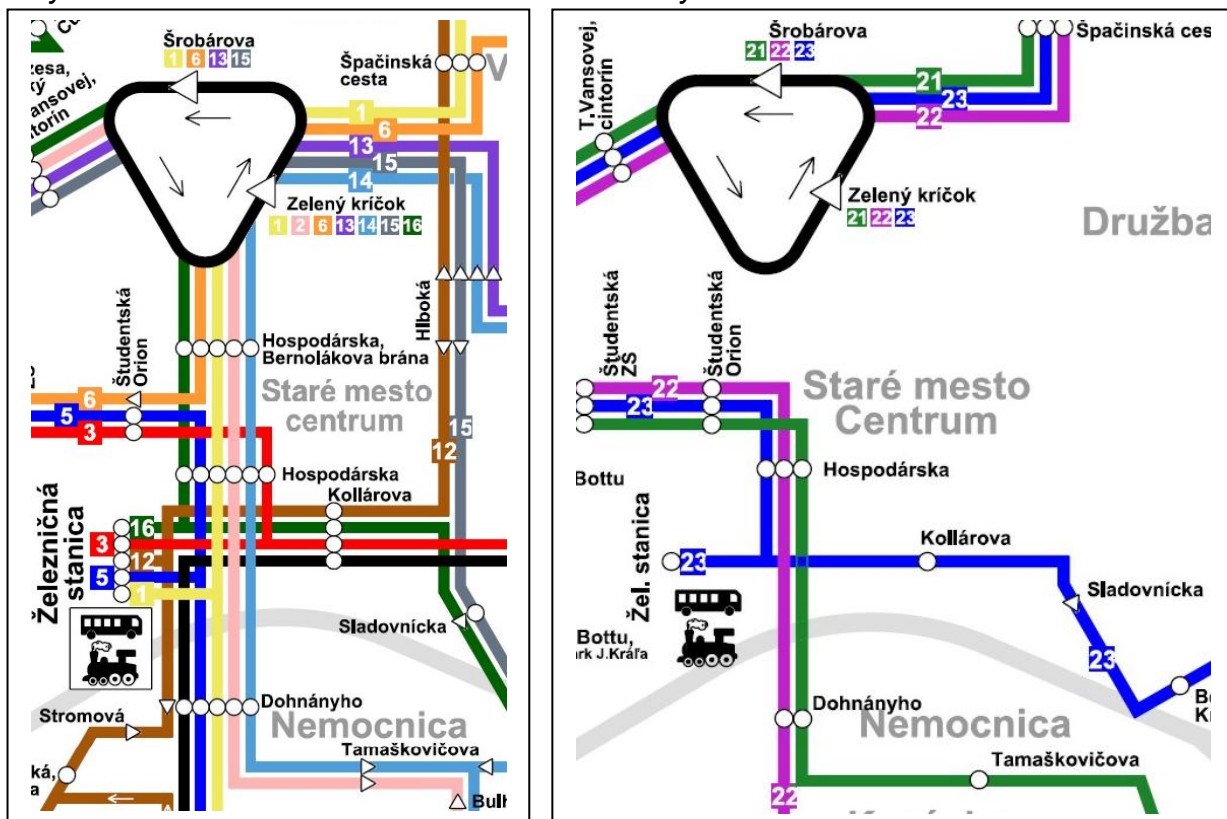 Šrobárova
1 6 13 15
Špačinská
cesta
T.Vansovej,
cintorín
1
6
13
15
14
Zelený kríčok
1 2 6 13 14 15 16
Hlboká
Študentská
Orion
Hospodárska,
Bernolákova brána
Staré mesto
centrum
6
5
3
15
12
Hospodárska
Kollárova
Železničná
stanica
16
3
12
5
1
Sladovnícka
Dohnányho
Nemocnica
Stromová
Tamaškovičova
Šrobárova
21 22 23
21
23
22
Zelený kríčok
21 22 23
Družba
Študentská
ZŠ
Študentská
Orion
22
23
Staré mesto
Centrum
Hospodárska
Bottu
Žel. stanica
23
Kollárova
Sladovnícka
Bottu,
J.Kráľa
23
Dohnányho
Nemocnica
Tamaškovičova
22